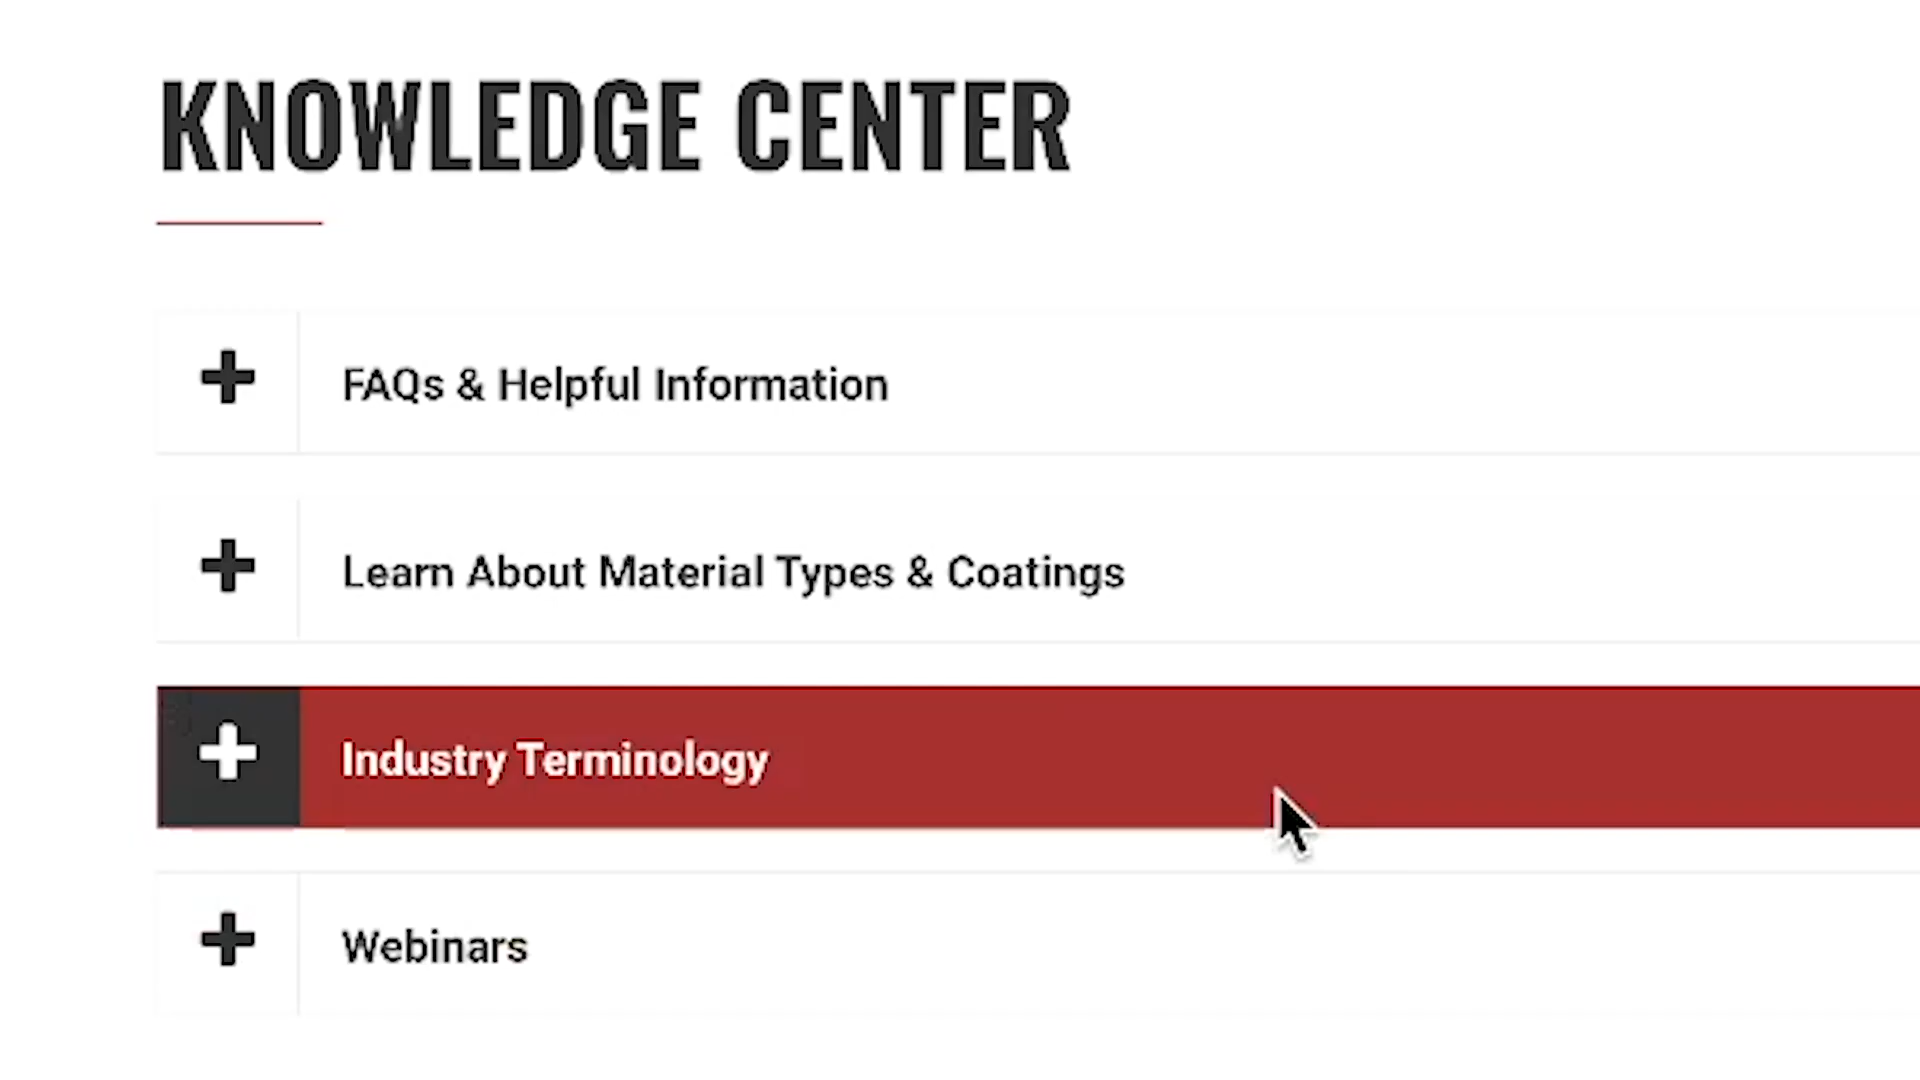 KNOWLEDGE CENTER
FAQs & Helpful Information
Learn About Material Types & Coatings
Industry Terminology
Webinars